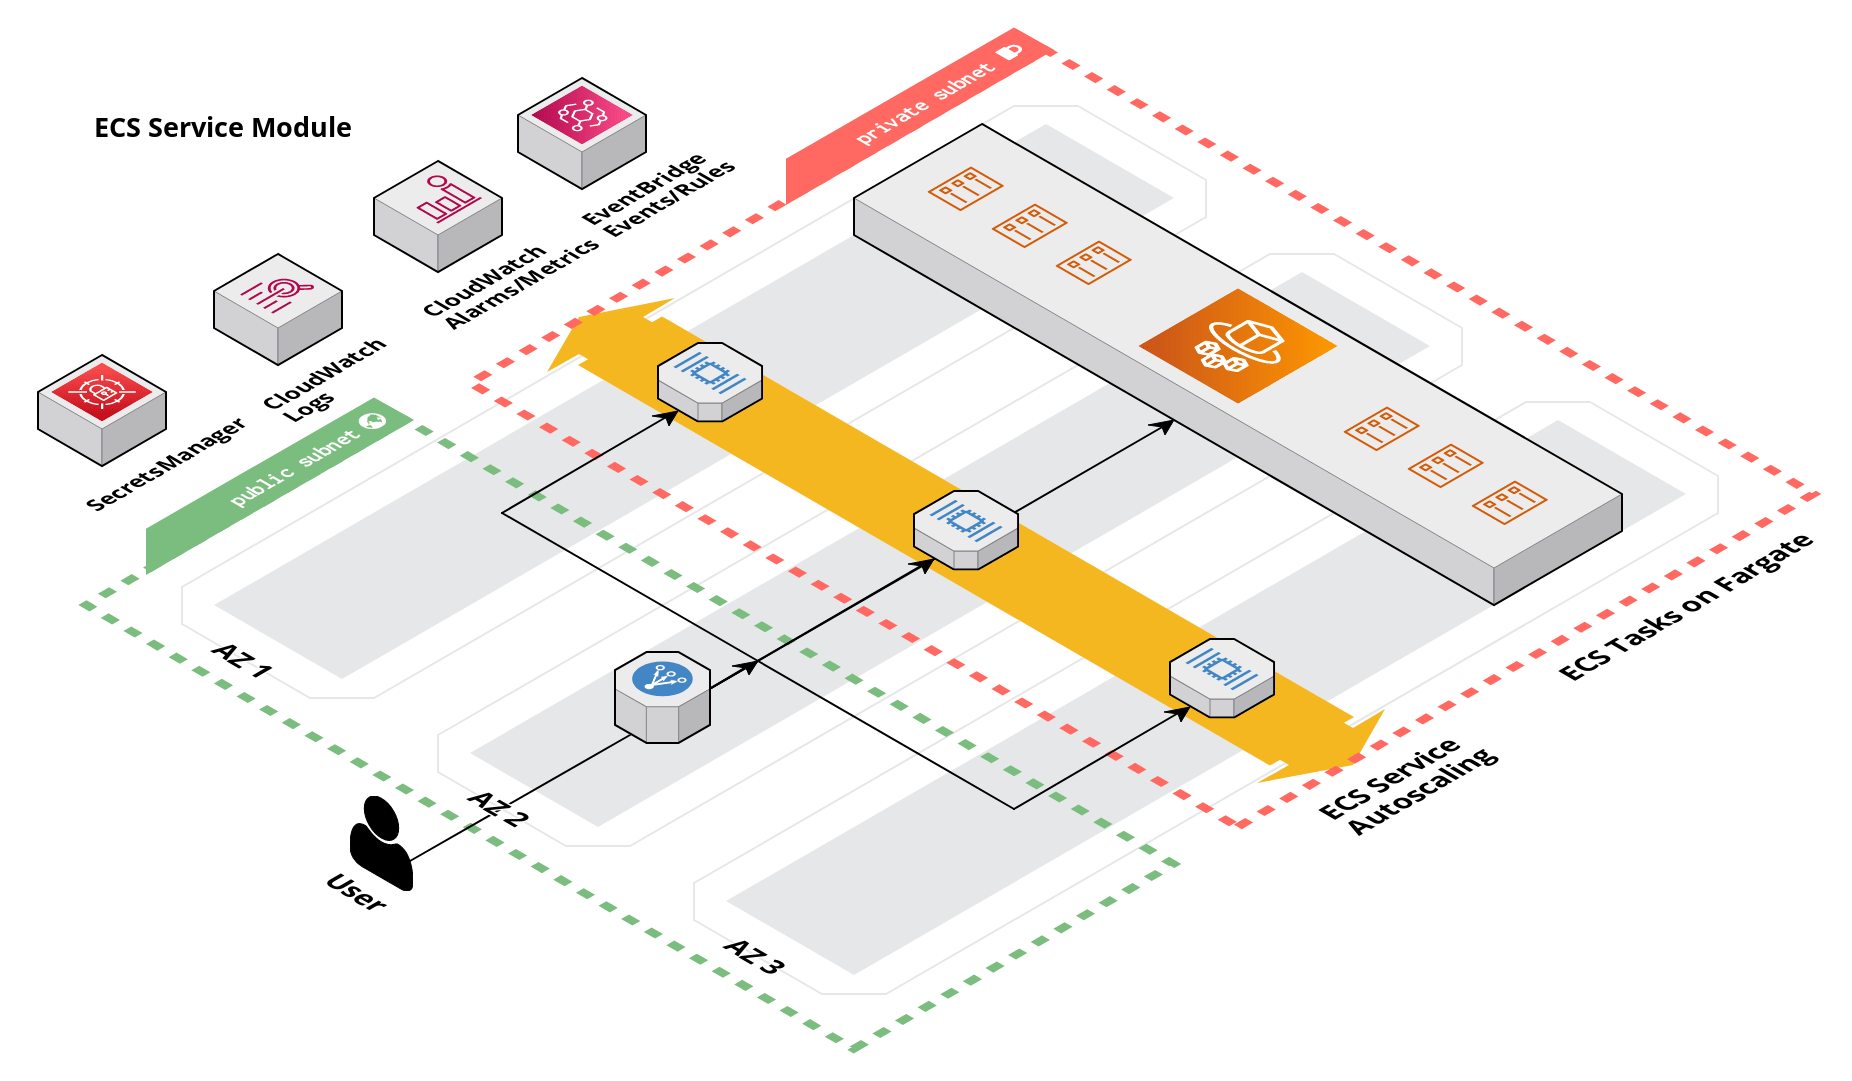 ECS Service Module
private subnet
EventBridge
Events/Rules
CloudWatch
Alarms/Metrics
CloudWatch
Logs
SecretsManager
public subnet
AZ 1
AZ 2
AZ 3
User
ECS Tasks on Fargate
ECS Service
Autoscaling